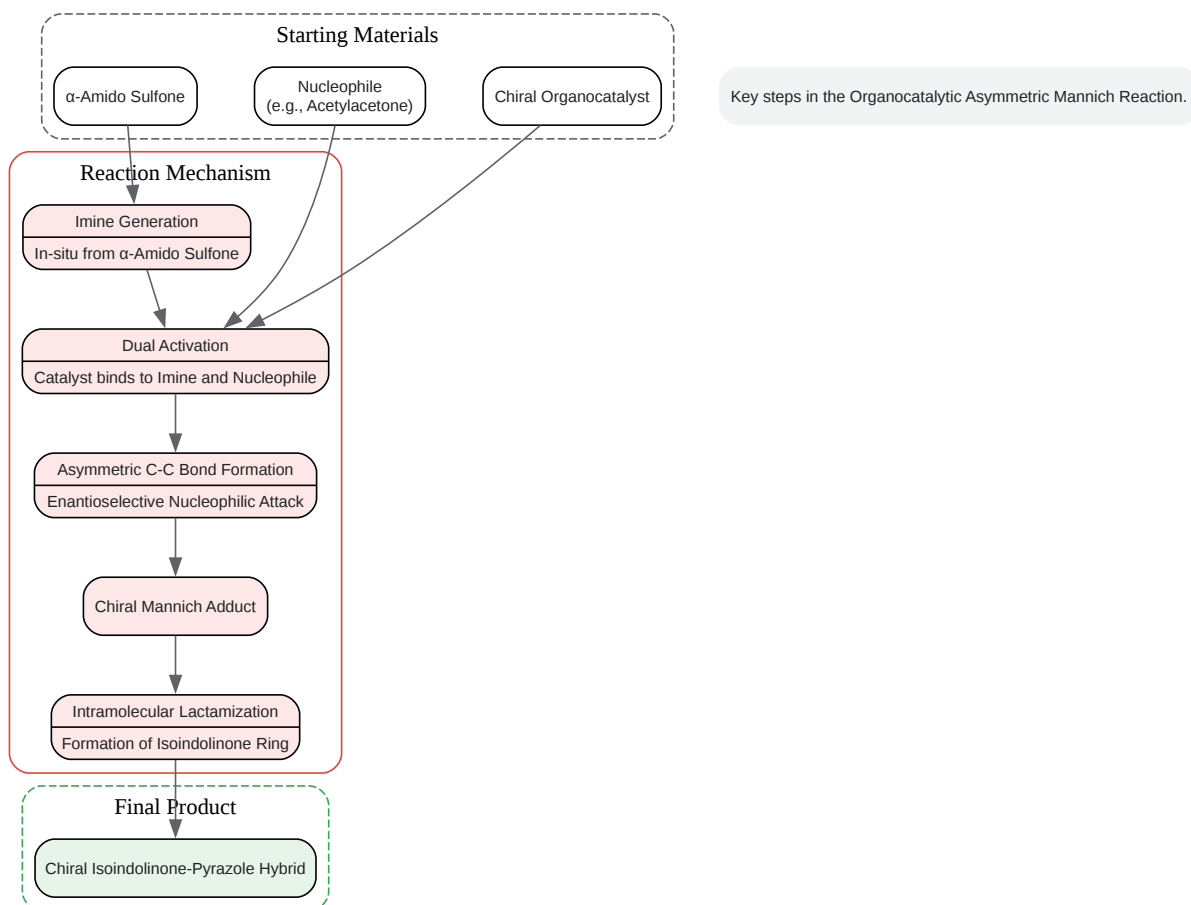 Starting Materials
α-Amido Sulfone
Nucleophile
(e.g., Acetylacetone)
Chiral Organocatalyst
Key steps in the Organocatalytic Asymmetric Mannich Reaction.
Reaction Mechanism
Imine Generation
In-situ from α-Amido Sulfone
Dual Activation
Catalyst binds to Imine and Nucleophile
Asymmetric C-C Bond Formation
Enantioselective Nucleophilic Attack
Chiral Mannich Adduct
Intramolecular Lactamization
Formation of Isoindolinone Ring
Final Product
Chiral Isoindolinone-Pyrazole Hybrid